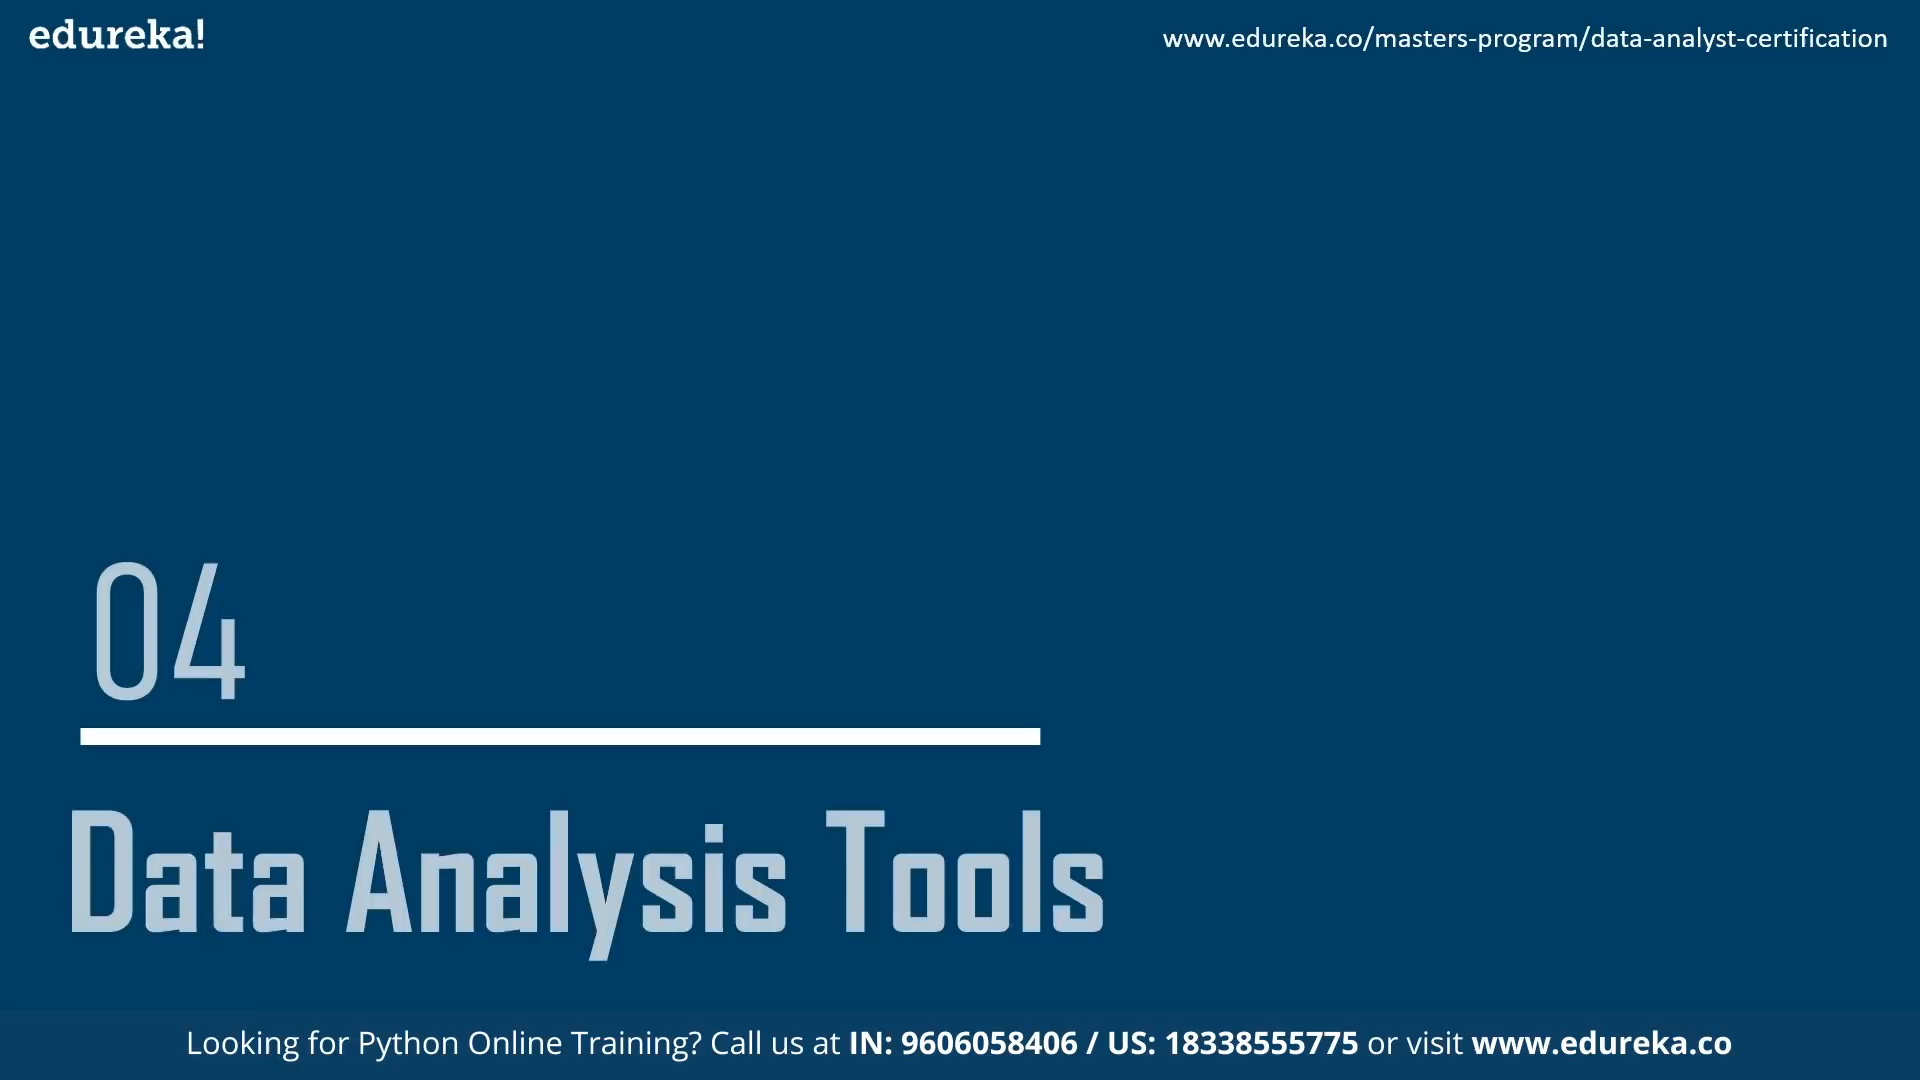 edureka!
www.edureka.co/masters-program/data-analyst-certification
04
Data Analysis Tools
Looking for Python Online Training? Call us at IN: 9606058406 / US: 18338555775 or visit www.edureka.co